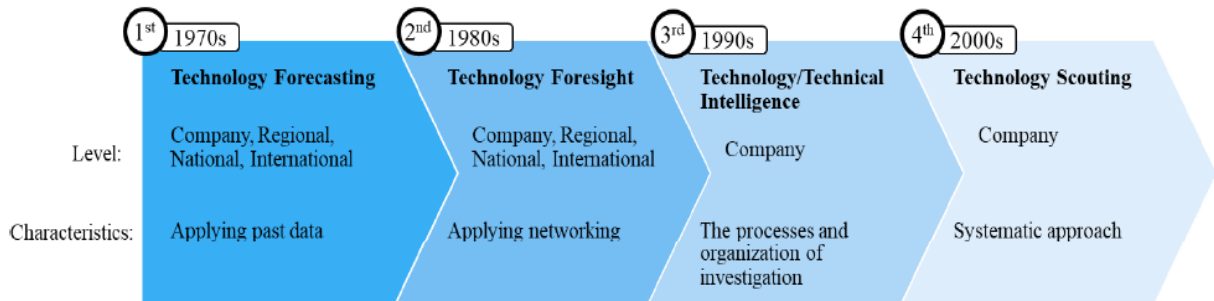 1st 1970s
2nd 1980s
3rd 1990s
4th 2000s
Technology Forecasting
Technology Foresight
Technology/Technical
Intelligence
Technology Scouting
Level:
Company, Regional,
National, International
Company, Regional,
National, International
Company
Company
Characteristics:
Applying past data
Applying networking
The processes and
organization of
investigation
Systematic approach